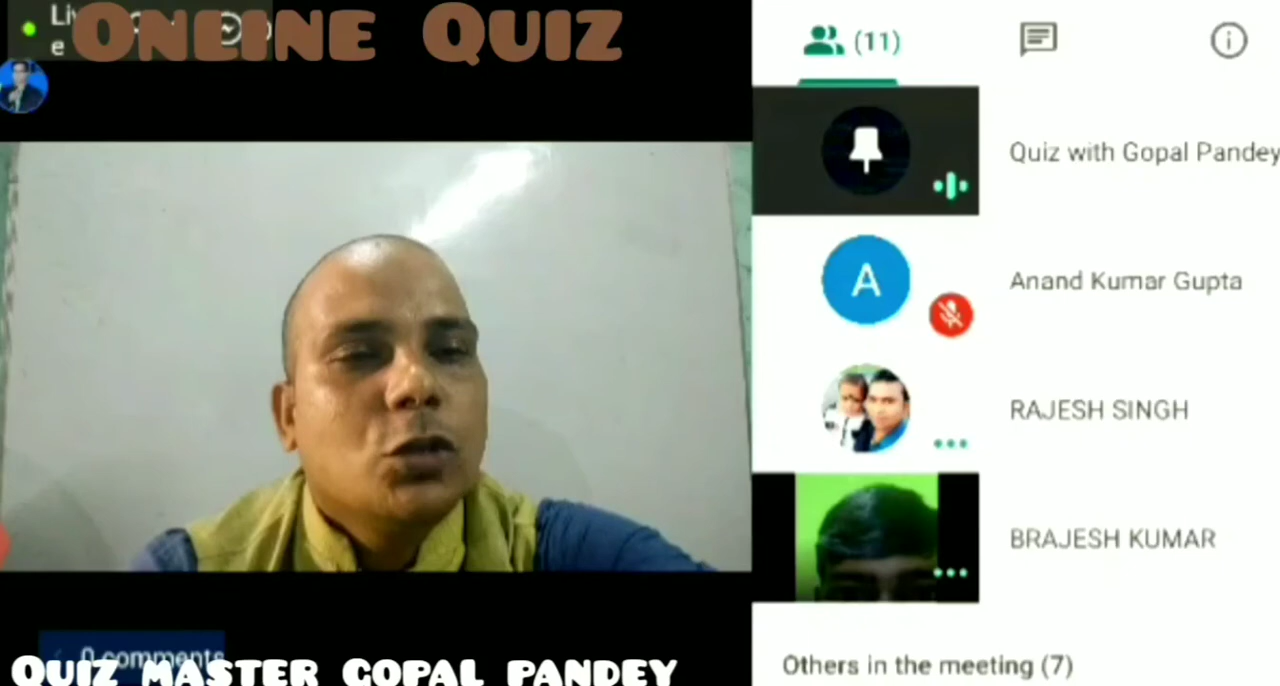 Liv
e
ONLINE QUIZ
(11)
Quiz with Gopal Pandey
A
Anand Kumar Gupta
RAJESH SINGH
BRAJESH KUMAR
Others in the meeting (7)
0 comments
QUIZ MASTER GOPAL PANDEY